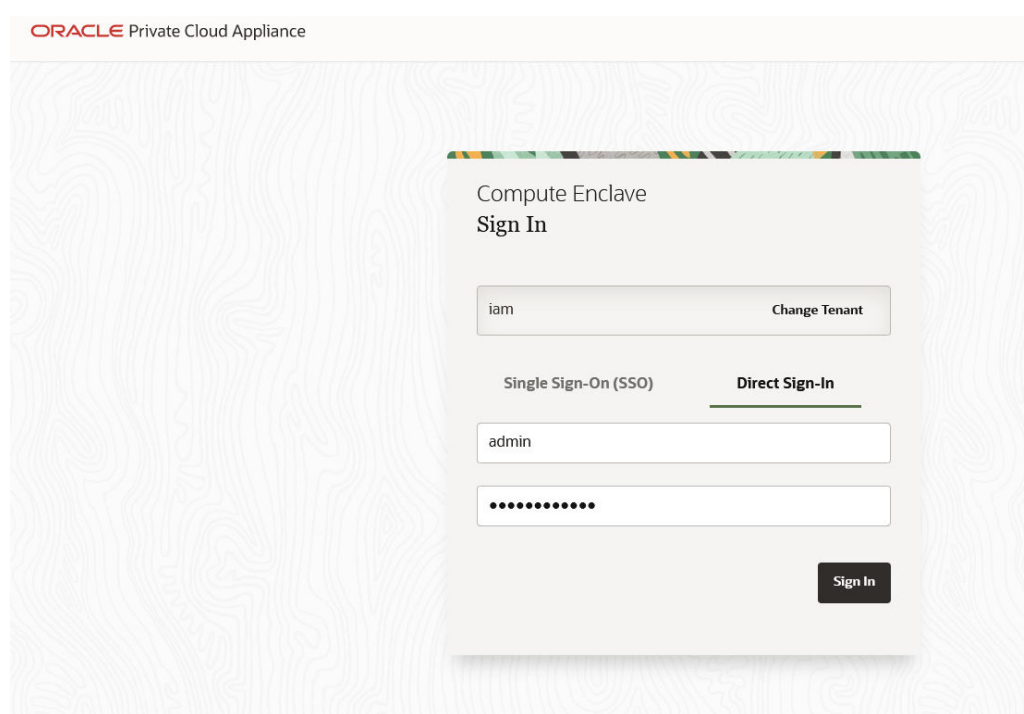 ORACLE Private Cloud Appliance
Compute Enclave
Sign In
iam Change Tenant
Single Sign-On (SSO) Direct Sign-In
admin
••••••••••••
Sign In